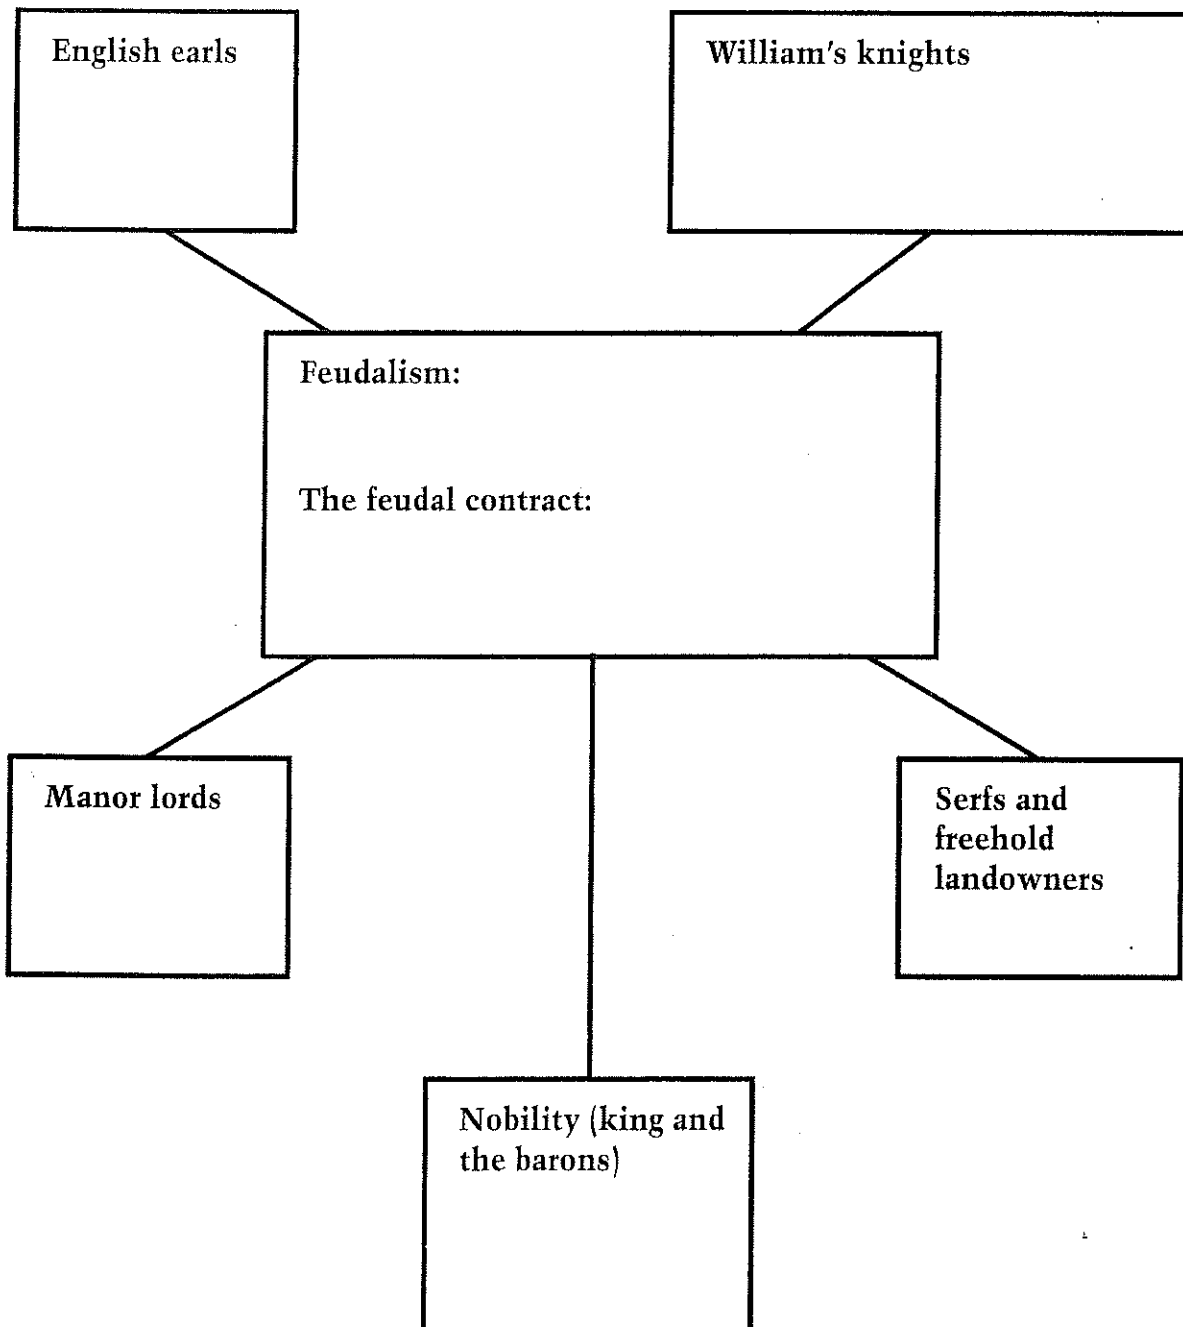 English earls
William's knights
Feudalism:
The feudal contract:
Manor lords
Serfs and
freehold
landowners
Nobility (king and
the barons)